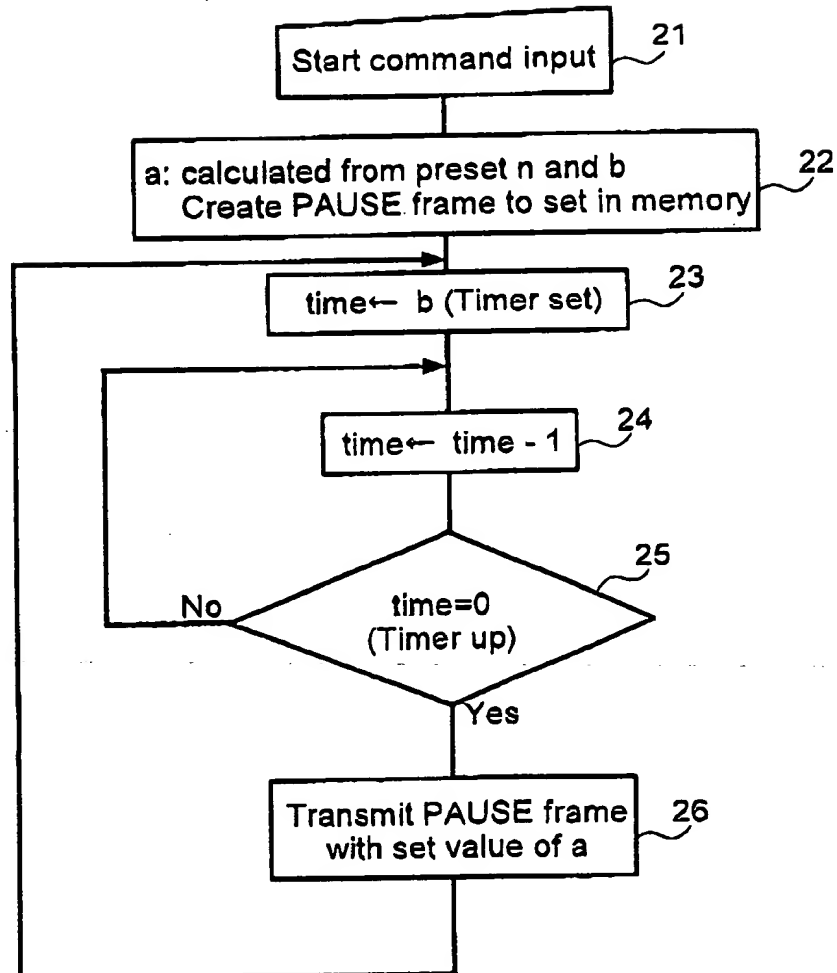 Start command input
21
a: calculated from preset n and b
Create PAUSE frame to set in memory
22
time← b (Timer set)
23
time← time - 1
24
time=0
(Timer up)
25
No
Yes
Transmit PAUSE frame
with set value of a
26